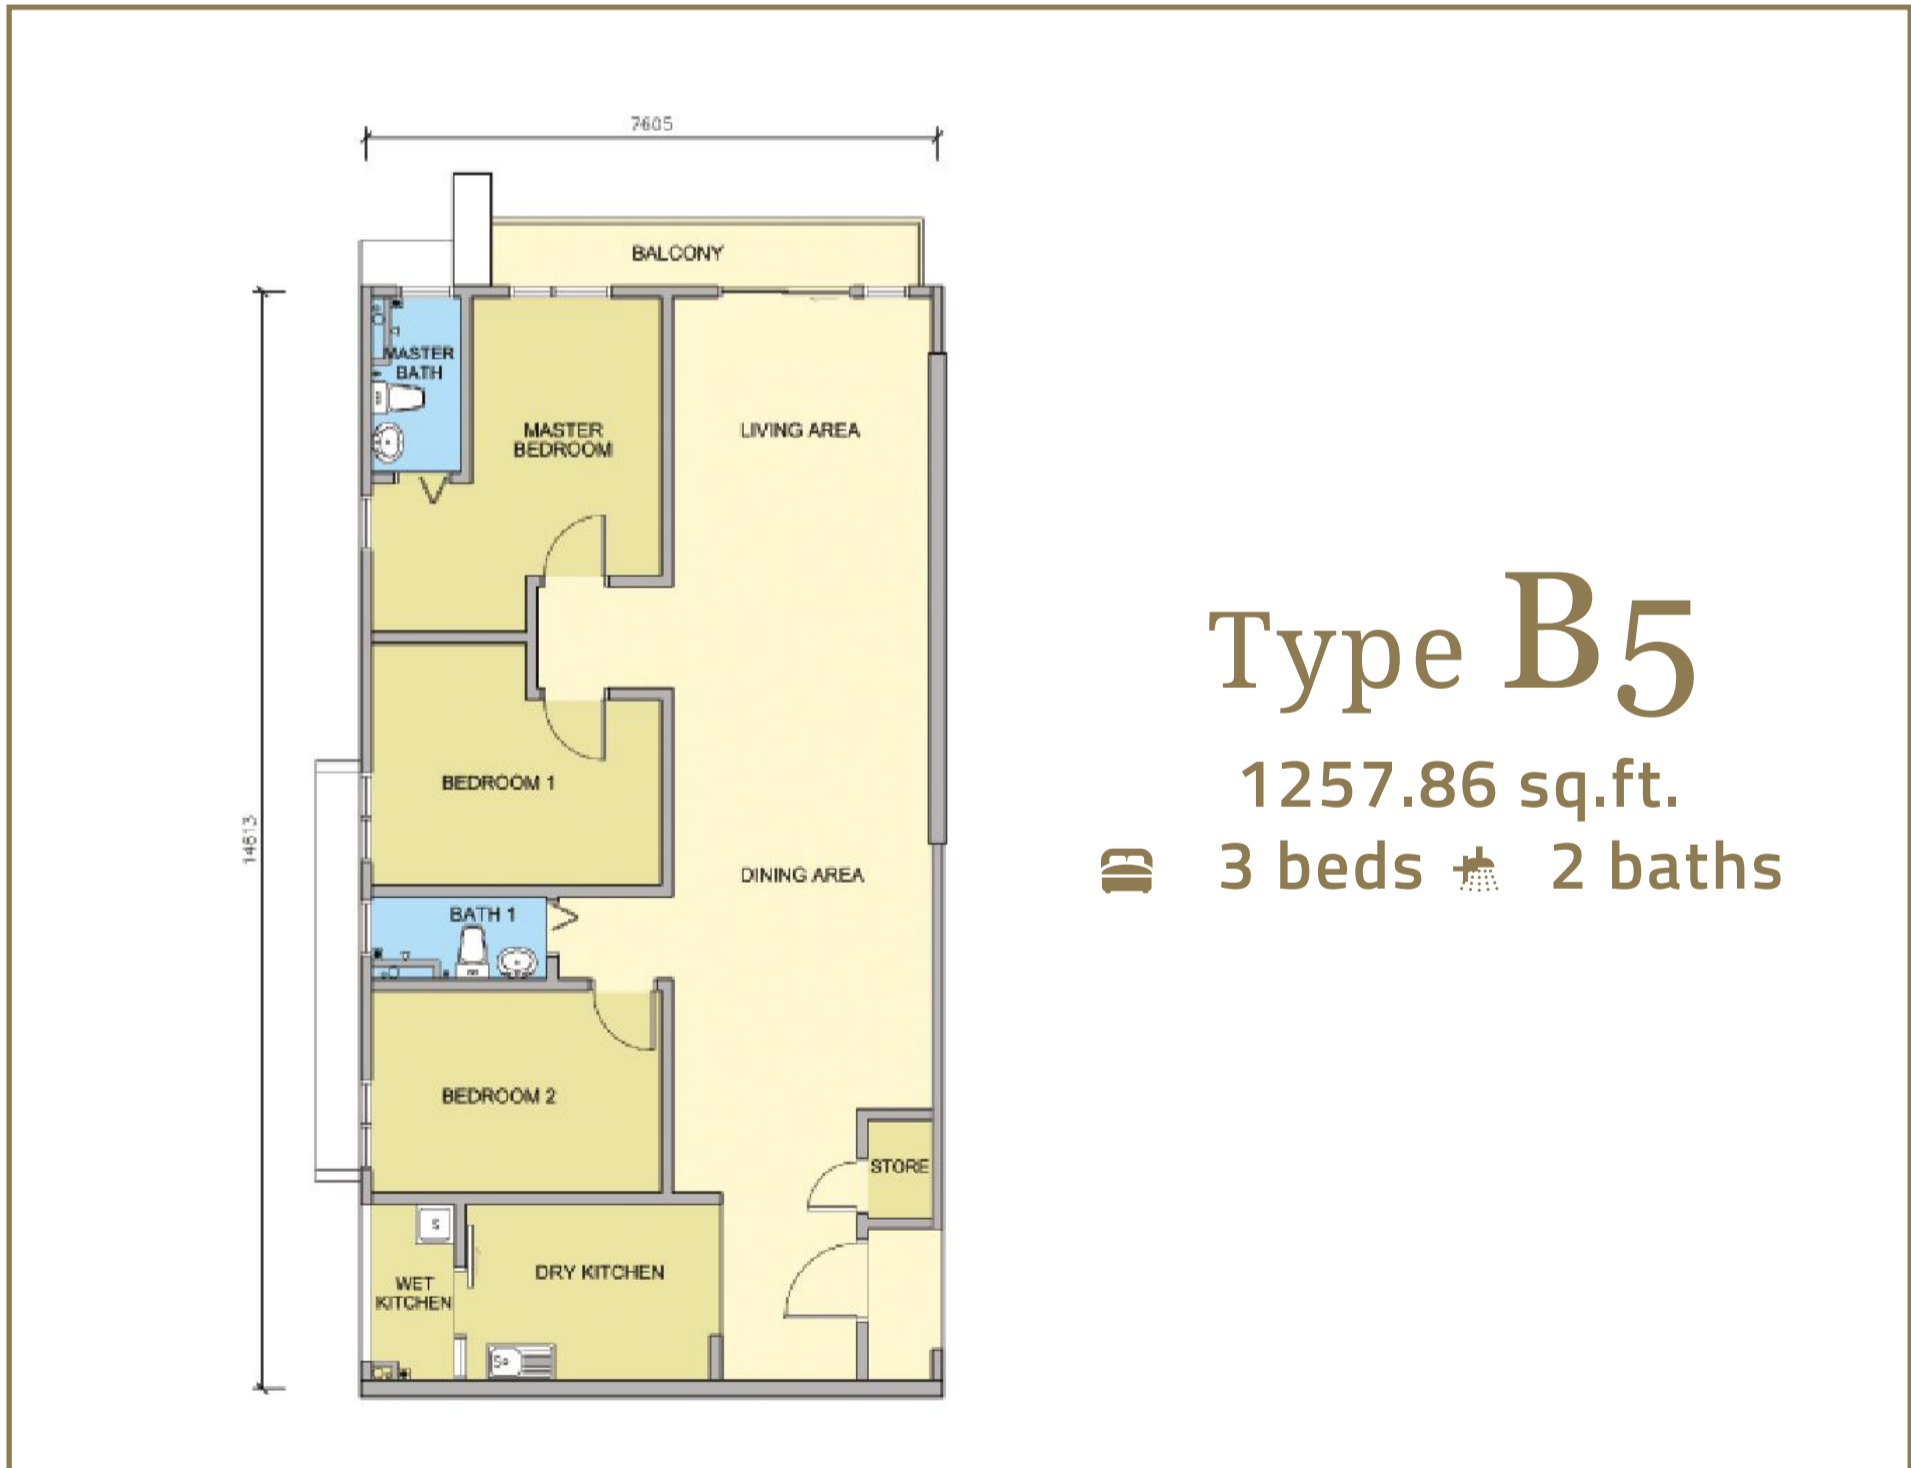 7605
BALCONY
MASTER
BATH
MASTER
BEDROOM
LIVING AREA
BEDROOM 1
14613
DINING AREA
BATH 1
BEDROOM 2
STORE
DRY KITCHEN
WET
KITCHEN
Type B5
1257.86 sq.ft.
3 beds 2 baths